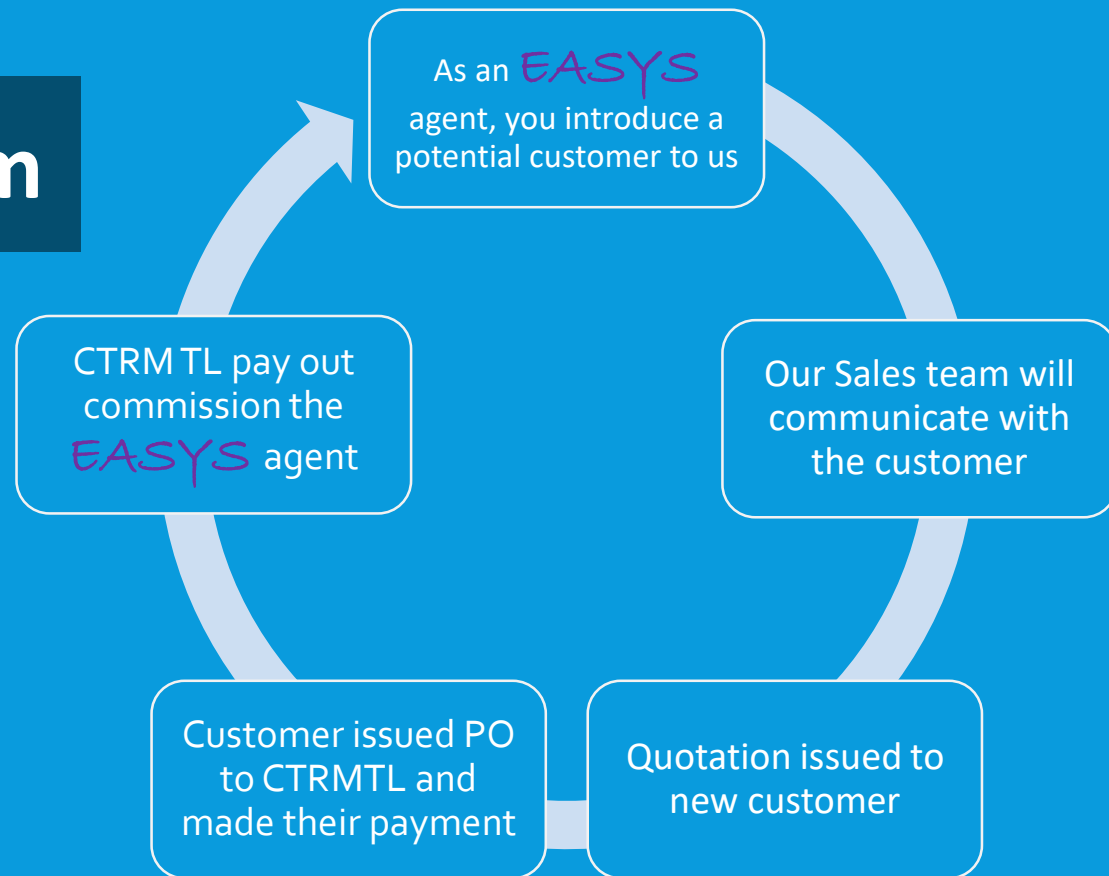 m
As an EASYS
agent, you introduce a
potential customer to us
Our Sales team will
communicate with
the customer
Quotation issued to
new customer
Customer issued PO
to CTRMTL and
made their payment
CTRM TL pay out
commission the
EASYS agent